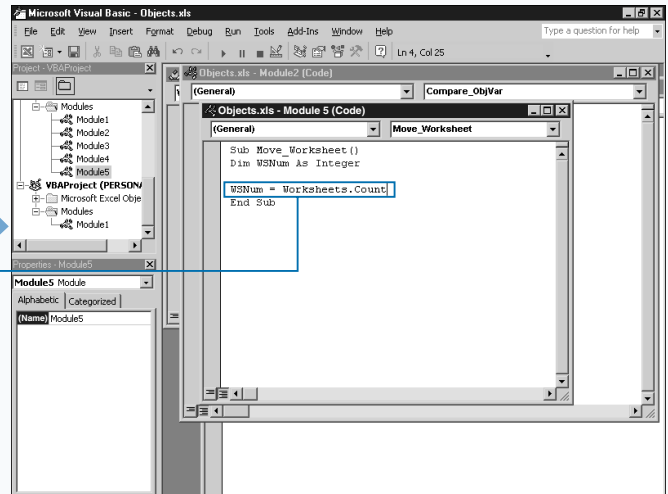 Microsoft Visual Basic - Objects.xls
File Edit View Insert Format Debug Run Tools Add-Ins Window Help
Type a question for help
Ln 4, Col 25
Project - VBAProject
Modules
Module1
Module2
Module3
Module4
Module5
VBAProject (PERSON
Microsoft Excel Obje
Modules
Module1
Properties - Module5
Module5 Module
Alphabetic Categorized
(Name) Module5
Objects.xls - Module2 (Code)
(General) Compare_ObjVar
Objects.xls - Module 5 (Code)
(General) Move_Worksheet
Sub Move_Worksheet()
Dim WSNum As Integer
WSNum = Worksheets.Count
End Sub